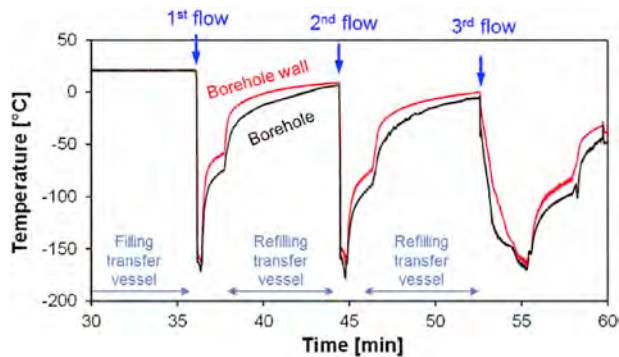 1st flow
2nd flow
3rd flow
50
0
-50
-100
-150
-200
Temperature [°C]
Borehole wall
Borehole
Filling
transfer
vessel
Refilling
transfer
vessel
Refilling
transfer
vessel
30
35
40
45
50
55
60
Time [min]